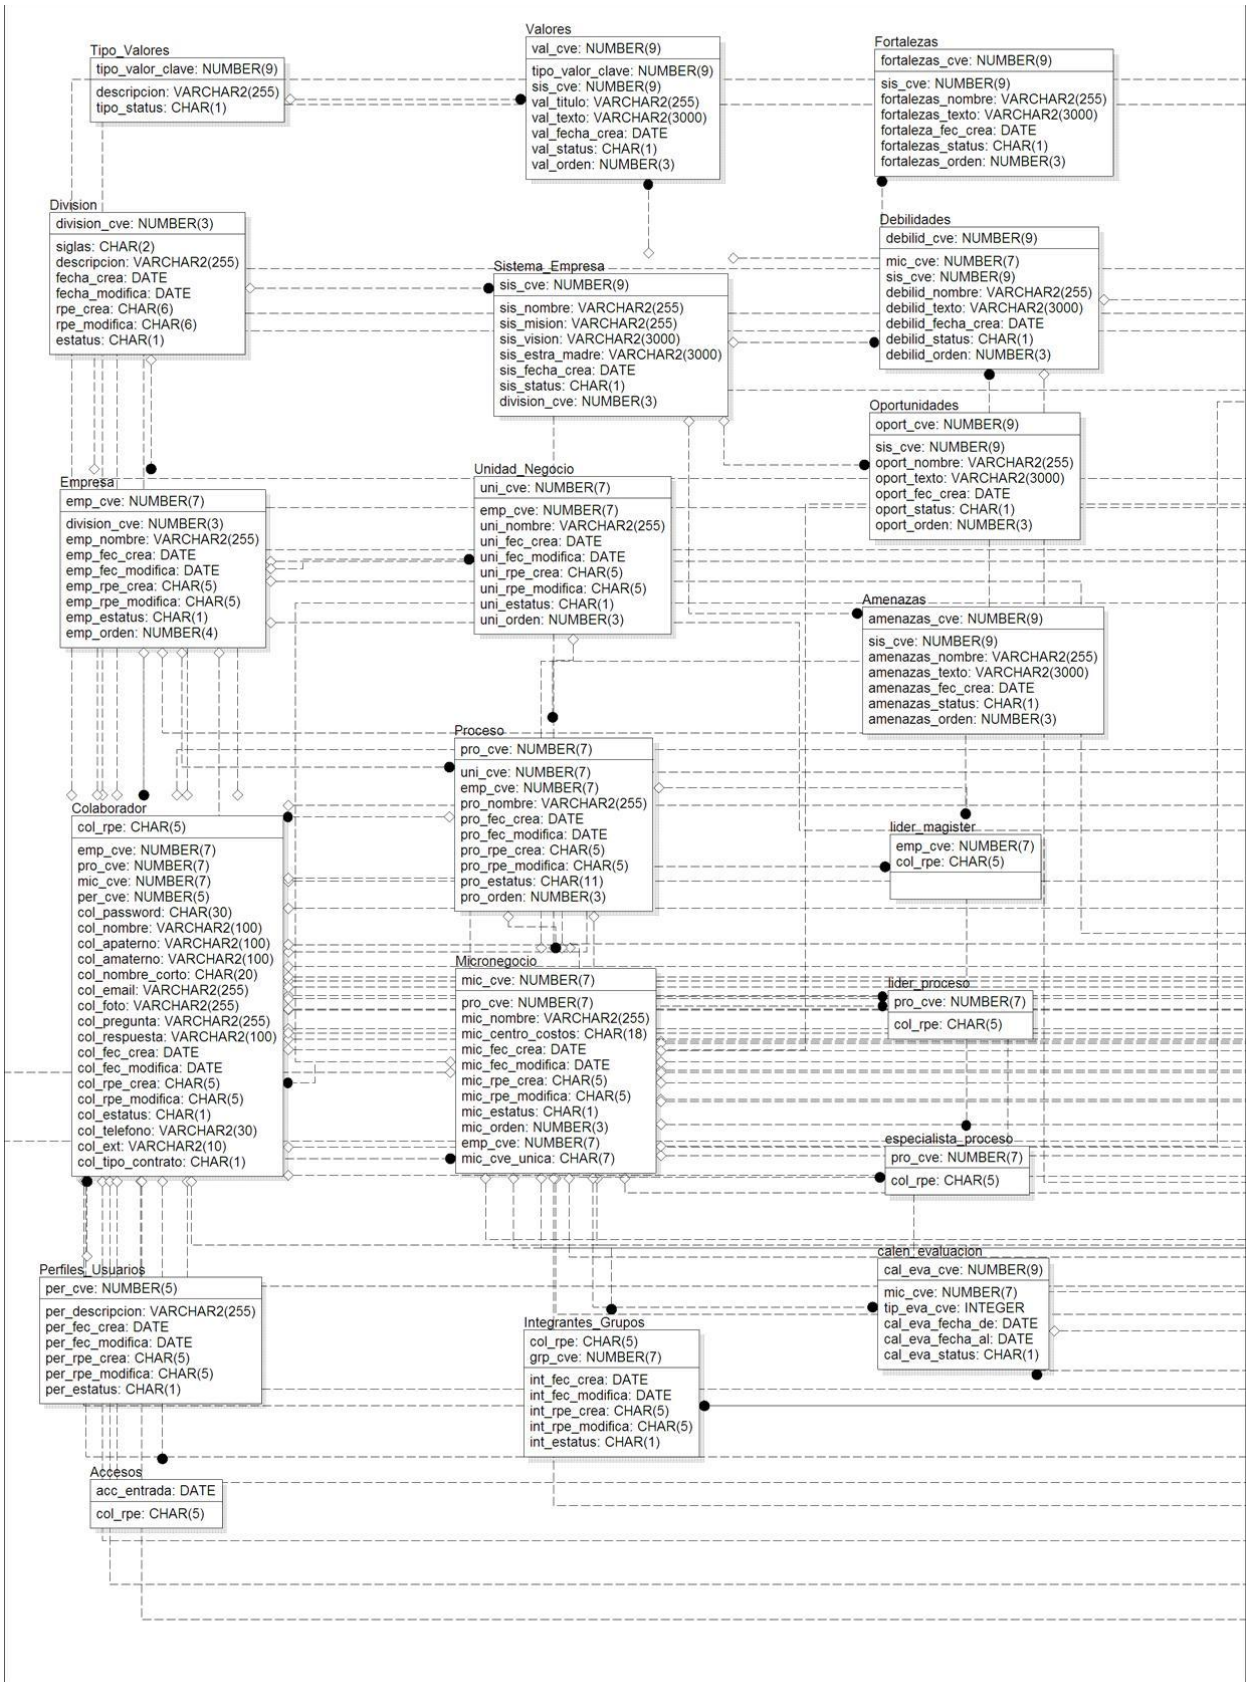 Tipo_Valores
tipo_valor_clave: NUMBER(9)
descripcion: VARCHAR2(255)
tipo_status: CHAR(1)
Valores
val_cve: NUMBER(9)
tipo_valor_clave: NUMBER(9)
sis_cve: NUMBER(9)
val_titulo: VARCHAR2(255)
val_texto: VARCHAR2(3000)
val_fecha_crea: DATE
val_status: CHAR(1)
val_orden: NUMBER(3)
Fortalezas
fortalezas_cve: NUMBER(9)
sis_cve: NUMBER(9)
fortalezas_nombre: VARCHAR2(255)
fortalezas_texto: VARCHAR2(3000)
fortaleza_fec_crea: DATE
fortalezas_status: CHAR(1)
fortalezas_orden: NUMBER(3)
Division
division_cve: NUMBER(3)
siglas: CHAR(2)
descripcion: VARCHAR2(255)
fecha_crea: DATE
fecha_modifica: DATE
rpe_crea: CHAR(6)
rpe_modifica: CHAR(6)
estatus: CHAR(1)
Sistema_Empresa
sis_cve: NUMBER(9)
sis_nombre: VARCHAR2(255)
sis_mision: VARCHAR2(255)
sis_vision: VARCHAR2(3000)
sis_estra_madre: VARCHAR2(3000)
sis_fecha_crea: DATE
sis_status: CHAR(1)
division_cve: NUMBER(3)
Debilidades
debilid_cve: NUMBER(9)
mic_cve: NUMBER(7)
sis_cve: NUMBER(9)
debilid_nombre: VARCHAR2(255)
debilid_texto: VARCHAR2(3000)
debilid_fecha_crea: DATE
debilid_status: CHAR(1)
debilid_orden: NUMBER(3)
Empresa
emp_cve: NUMBER(7)
division_cve: NUMBER(3)
emp_nombre: VARCHAR2(255)
emp_fec_crea: DATE
emp_fec_modifica: DATE
emp_rpe_crea: CHAR(5)
emp_rpe_modifica: CHAR(5)
emp_estatus: CHAR(1)
emp_orden: NUMBER(4)
Unidad_Negocio
uni_cve: NUMBER(7)
emp_cve: NUMBER(7)
uni_nombre: VARCHAR2(255)
uni_fec_crea: DATE
uni_fec_modifica: DATE
uni_rpe_crea: CHAR(5)
uni_rpe_modifica: CHAR(5)
uni_estatus: CHAR(1)
uni_orden: NUMBER(3)
Oportunidades
oport_cve: NUMBER(9)
sis_cve: NUMBER(9)
oport_nombre: VARCHAR2(255)
oport_texto: VARCHAR2(3000)
oport_fec_crea: DATE
oport_status: CHAR(1)
oport_orden: NUMBER(3)
Amenazas
amenazas_cve: NUMBER(9)
sis_cve: NUMBER(9)
amenazas_nombre: VARCHAR2(255)
amenazas_texto: VARCHAR2(3000)
amenazas_fec_crea: DATE
amenazas_status: CHAR(1)
amenazas_orden: NUMBER(3)
Colaborador
col_rpe: CHAR(5)
emp_cve: NUMBER(7)
pro_cve: NUMBER(7)
mic_cve: NUMBER(7)
per_cve: NUMBER(5)
col_password: CHAR(30)
col_nombre: VARCHAR2(100)
col_apaterno: VARCHAR2(100)
col_amaterno: VARCHAR2(100)
col_nombre_corto: CHAR(20)
col_email: VARCHAR2(255)
col_foto: VARCHAR2(255)
col_pregunta: VARCHAR2(255)
col_respuesta: VARCHAR2(100)
col_fec_crea: DATE
col_fec_modifica: DATE
col_rpe_crea: CHAR(5)
col_rpe_modifica: CHAR(5)
col_estatus: CHAR(1)
col_telefono: VARCHAR2(30)
col_ext: VARCHAR2(10)
col_tipo_contrato: CHAR(1)
Proceso
pro_cve: NUMBER(7)
uni_cve: NUMBER(7)
emp_cve: NUMBER(7)
pro_nombre: VARCHAR2(255)
pro_fec_crea: DATE
pro_fec_modifica: DATE
pro_rpe_crea: CHAR(5)
pro_rpe_modifica: CHAR(5)
pro_estatus: CHAR(11)
pro_orden: NUMBER(3)
lider_magister
emp_cve: NUMBER(7)
col_rpe: CHAR(5)
Micronegocio
mic_cve: NUMBER(7)
pro_cve: NUMBER(7)
mic_nombre: VARCHAR2(255)
mic_centro_costos: CHAR(18)
mic_fec_crea: DATE
mic_fec_modifica: DATE
mic_rpe_crea: CHAR(5)
mic_rpe_modifica: CHAR(5)
mic_estatus: CHAR(1)
mic_orden: NUMBER(3)
emp_cve: NUMBER(7)
mic_cve_unica: CHAR(7)
lider_proceso
pro_cve: NUMBER(7)
col_rpe: CHAR(5)
especialista_proceso
pro_cve: NUMBER(7)
col_rpe: CHAR(5)
Perfiles_Usuarios
per_cve: NUMBER(5)
per_descripcion: VARCHAR2(255)
per_fec_crea: DATE
per_fec_modifica: DATE
per_rpe_crea: CHAR(5)
per_rpe_modifica: CHAR(5)
per_estatus: CHAR(1)
Integrantes_Grupos
col_rpe: CHAR(5)
grp_cve: NUMBER(7)
int_fec_crea: DATE
int_fec_modifica: DATE
int_rpe_crea: CHAR(5)
int_rpe_modifica: CHAR(5)
int_estatus: CHAR(1)
calen_evaluacion
cal_eva_cve: NUMBER(9)
mic_cve: NUMBER(7)
tip_eva_cve: INTEGER
cal_eva_fecha_de: DATE
cal_eva_fecha_al: DATE
cal_eva_status: CHAR(1)
Accesos
acc_entrada: DATE
col_rpe: CHAR(5)